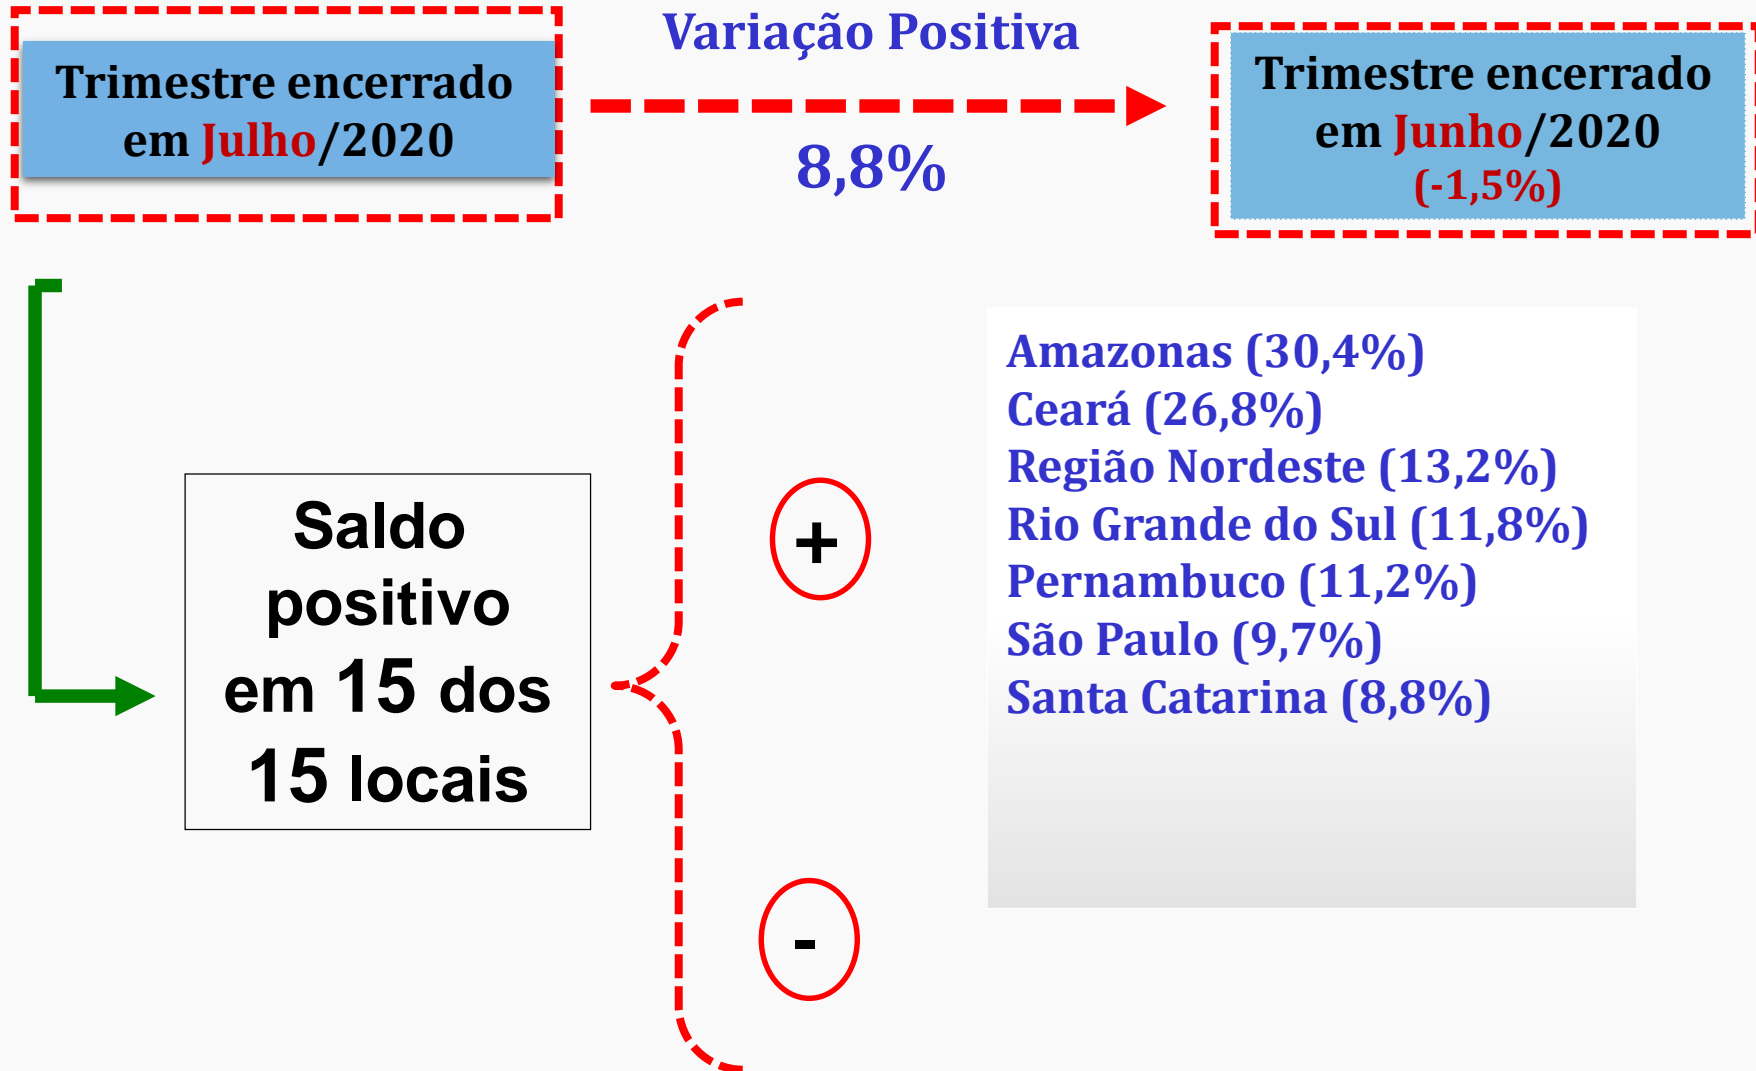 Trimestre encerrado
em Julho/2020
Variação Positiva
8,8%
Trimestre encerrado
em Junho/2020
(-1,5%)
Saldo
positivo
em 15 dos
15 locais
+
Amazonas (30,4%)
Ceará (26,8%)
Região Nordeste (13,2%)
Rio Grande do Sul (11,8%)
Pernambuco (11,2%)
São Paulo (9,7%)
Santa Catarina (8,8%)
-